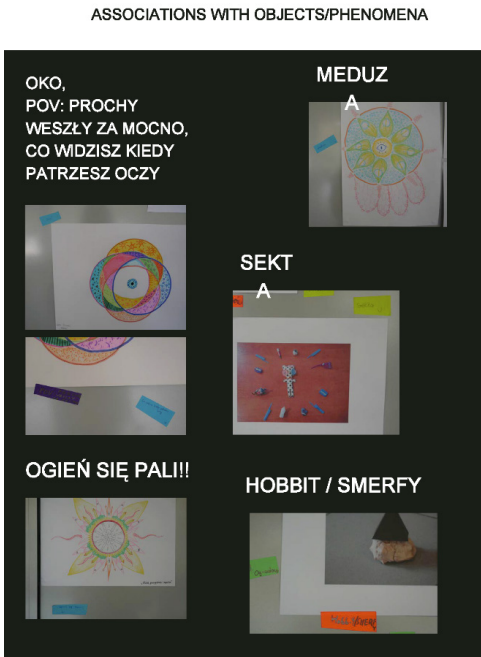 ASSOCIATIONS WITH OBJECTS/PHENOMENA
OKO,
POV: PROCHY
WESZŁY ZA MOCNO,
CO WIDZISZ KIEDY
PATRZESZ OCZY
MEDUZ
A
SEKT
A
OGIEŃ SIĘ PALI!!
HOBBIT / SMERFY